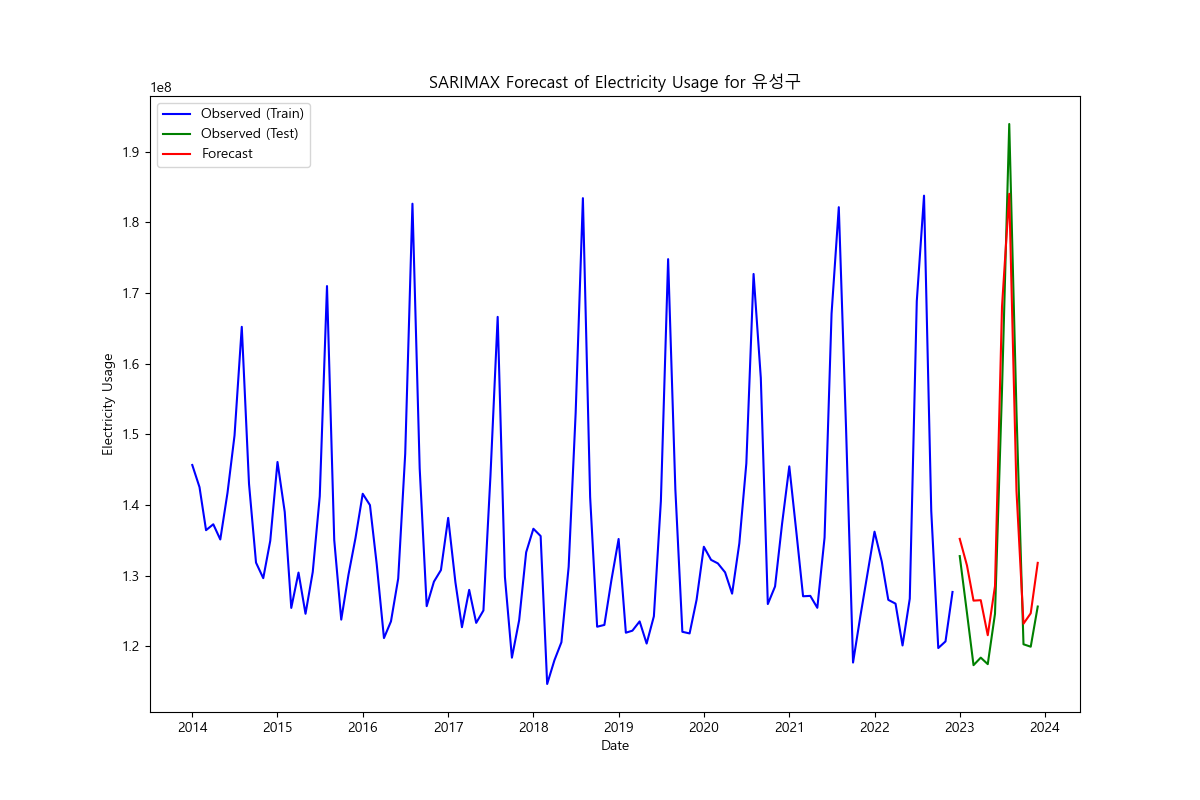 SARIMAX Forecast of Electricity Usage for 유성구
1e8
Observed (Train)
Observed (Test)
Forecast
1.9
1.8
1.7
1.6
1.5
1.4
1.3
1.2
Electricity Usage
2014 2015 2016 2017 2018 2019 2020 2021 2022 2023 2024
Date